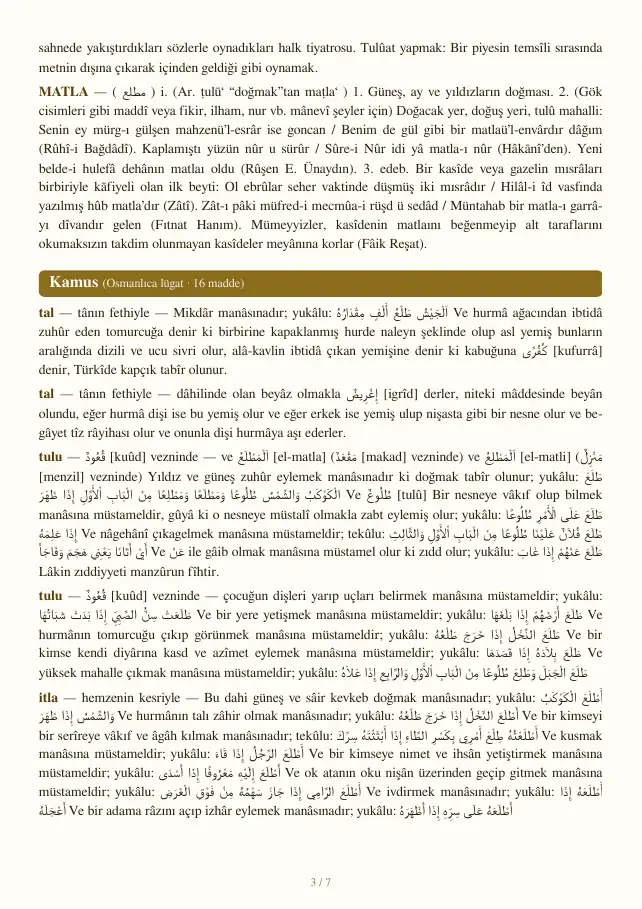 sahnede yakıştırdıkları sözlerle oynadıkları halk tiyatrosu. Tulûat yapmak: Bir piyesin temsîli sırasında
metnin dışına çıkarak içinden geldiği gibi oynamak.
MATLA — ( مطلع ) i. (Ar. ṭulū‘ “doğmak”tan maṭla‘ ) 1. Güneş, ay ve yıldızların doğması. 2. (Gök
cisimleri gibi maddî veya fikir, ilham, nur vb. mânevî şeyler için) Doğacak yer, doğuş yeri, tulû mahalli:
Senin ey mürg-ı gülşen mahzenü’l-esrâr ise goncan / Benim de gül gibi bir matlaü’l-envârdır dâğım
(Rûhî-i Bağdâdî). Kaplamıştı yüzün nûr u sürûr / Sûre-i Nûr idi yâ matla-ı nûr (Hâkānî’den). Yeni
belde-i hulefâ dehânın matlaı oldu (Rûşen E. Ünaydın). 3. edeb. Bir kasîde veya gazelin mısrâları
birbiriyle kāfiyeli olan ilk beyti: Ol ebrûlar seher vaktinde düşmüş iki mısrâdır / Hilâl-i îd vasfında
yazılmış hûb matla’dır (Zâtî). Zât-ı pâki müfred-i mecmûa-i rüşd ü sedâd / Müntahab bir matla-ı garrâ-
yı dîvandır gelen (Fıtnat Hanım). Mümeyyizler, kasîdenin matlaını beğenmeyip alt taraflarını
okumaksızın takdim olunmayan kasîdeler meyânına korlar (Fâik Reşat).
Kamus (Osmanlıca lügat · 16 madde)
tal — tânın fethiyle — Mikdâr manâsınadır; yukâlu: اَلْجَيْشُ طَلْعُ أَلْفٍ مِقْدَارُهُ Ve hurmâ ağacından ibtidâ
zuhûr eden tomurcuğa denir ki birbirine kapaklanmış hurde naleyn şeklinde olup asl yemiş bunların
aralığında dizili ve ucu sivri olur, alâ-kavlin ibtidâ çıkan yemişine denir ki kabuğuna كُفُرَّى [kufurrâ]
denir, Türkîde kapçık tabîr olunur.
tal — tânın fethiyle — dâhilinde olan beyâz olmakla إِغْرِيضٌ [igrîd] derler, niteki mâddesinde beyân
olundu, eğer hurmâ dişi ise bu yemiş olur ve eğer erkek ise yemiş ulup nişasta gibi bir nesne olur ve be-
gâyet tîz râyihası olur ve onunla dişi hurmâya aşı ederler.
tulu — قُعُودٌ [kuûd] vezninde — ve اَلْمَطْلَعُ [el-matla] (مَقْعَدٌ [makad] vezninde) ve اَلْمَطْلِعُ [el-matli] (مَنْزِلٌ
[menzil] vezninde) Yıldız ve güneş zuhûr eylemek manâsınadır ki doğmak tabîr olunur; yukâlu: طَلَعَ
الْكَوْكَبُ وَالشَّمْسُ طُلُوعًا وَمَطْلَعًا وَمَطْلِعًا مِنَ الْبَابِ الْأَوَّلِ إِذَا ظَهَرَ Ve طُلُوعٌ [tulû] Bir nesneye vâkıf olup bilmek
manâsına müstameldir, gûyâ ki o nesneye müstalî olmakla zabt eylemiş olur; yukâlu: طَلَعَ عَلَى الْأَمْرِ طُلُوعًا
إِذَا عَلِمَهُ Ve nâgehânî çıkagelmek manâsına müstameldir; tekûlu: طَلَعَ فُلَانٌ عَلَيْنَا طُلُوعًا مِنَ الْبَابِ الْأَوَّلِ وَالثَّالِثِ
أَيْ أَتَانَا يَعْنِي هَجَمَ وَفَاجَأَ Ve عَنْ ile gâib olmak manâsına müstamel olur ki zıdd olur; yukâlu: طَلَعَ عَنْهُمْ إِذَا غَابَ
Lâkin zıddiyyeti manzûrun fîhtir.
tulu — قُعُودٌ [kuûd] vezninde — çocuğun dişleri yarıp uçları belirmek manâsına müstameldir; yukâlu:
طَلَعَتْ سِنُّ الصَّبِيِّ إِذَا بَدَتْ شَبَاتُهَا Ve bir yere yetişmek manâsına müstameldir; yukâlu: طَلَعَ أَرْضَهُمْ إِذَا بَلَغَهَا Ve
hurmânın tomurcuğu çıkıp görünmek manâsına müstameldir; yukâlu: طَلَعَ النَّخْلُ إِذَا خَرَجَ طَلْعُهُ Ve bir
kimse kendi diyârına kasd ve azîmet eylemek manâsına müstameldir; yukâlu: طَلَعَ بِلَادَهُ إِذَا قَصَدَهَا Ve
yüksek mahalle çıkmak manâsına müstameldir; yukâlu: طَلَعَ الْجَبَلَ وَطَلِعَ طُلُوعًا مِنَ الْبَابِ الْأَوَّلِ وَالرَّابِعِ إِذَا عَلَاهُ
itla — hemzenin kesriyle — Bu dahi güneş ve sâir kevkeb doğmak manâsınadır; yukâlu: أَطْلَعَ الْكَوْكَبُ
وَالشَّمْسُ إِذَا ظَهَرَ Ve hurmânın talı zâhir olmak manâsınadır; yukâlu: أَطْلَعَ النَّخْلُ إِذَا خَرَجَ طَلْعُهُ Ve bir kimseyi
bir serîreye vâkıf ve âgâh kılmak manâsınadır; tekûlu: أَطْلَعْتُهُ طِلْعَ أَمْرِي بِكَسْرِ الطَّاءِ إِذَا أَبْثَثْتَهُ سِرَّكَ Ve kusmak
manâsına müstameldir; yukâlu: أَطْلَعَ الرَّجُلُ إِذَا قَاءَ Ve bir kimseye nimet ve ihsân yetiştirmek manâsına
müstameldir; yukâlu: أَطْلَعَ إِلَيْهِ مَعْرُوفًا إِذَا أَسْدَى Ve ok atanın oku nişân üzerinden geçip gitmek manâsına
müstameldir; yukâlu: أَطْلَعَ الرَّامِي إِذَا جَازَ سَهْمُهُ مِنْ فَوْقِ الْغَرَضِ Ve ivdirmek manâsınadır; yukâlu: أَطْلَعَهُ إِذَا
أَعْجَلَهُ Ve bir adama râzını açıp izhâr eylemek manâsınadır; yukâlu: أَطْلَعَهُ عَلَى سِرِّهِ إِذَا أَظْهَرَهُ
3 / 7